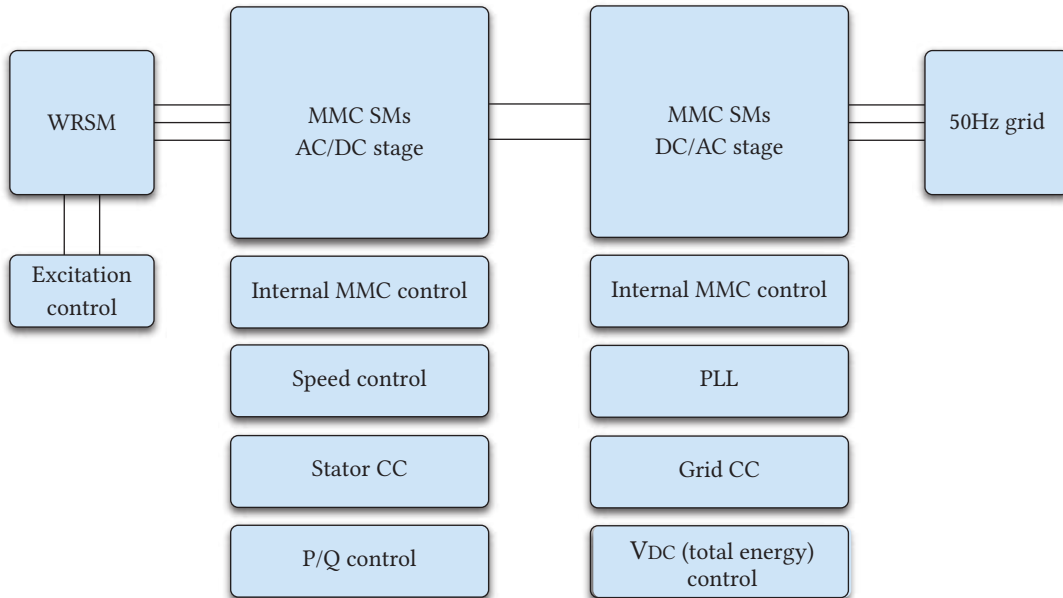 WRSM
MMC SMs
AC/DC stage
MMC SMs
DC/AC stage
50Hz grid
Excitation
control
Internal MMC control
Internal MMC control
Speed control
PLL
Stator CC
Grid CC
P/Q control
VDC (total energy)
control